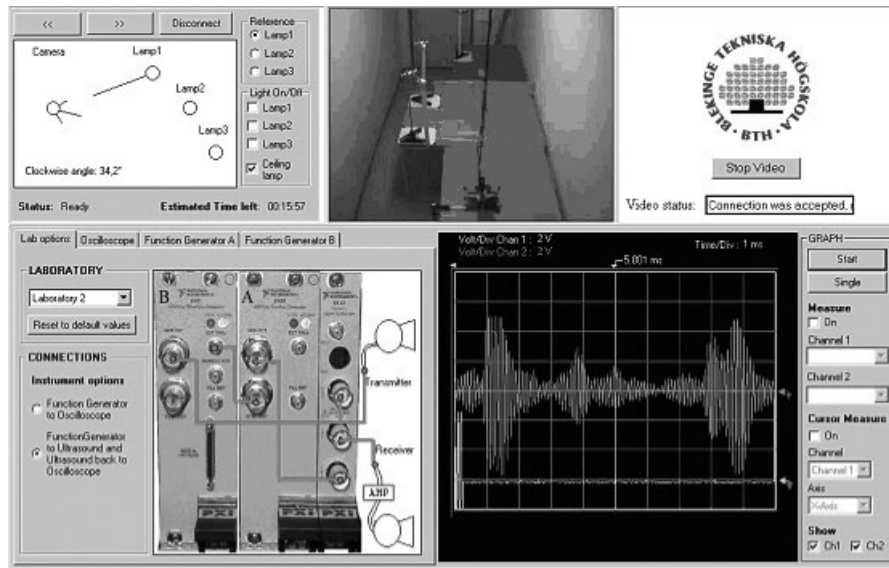 <<
>>
Disconnect
Camera
Lamp1
Lamp2
Lamp3
Clockwise angle: 34,2°
Reference
Lamp1
Lamp2
Lamp3
Light On/Off
Lamp1
Lamp2
Lamp3
Ceiling
lamp
Status: Ready
Estimated Time left: 00:15:57
BLEKINGE TEKNISKA HÖGSKOLA
BTH
Stop Video
Video status:
Connection was accepted,
Lab options
Oscilloscope
Function Generator A
Function Generator B
LABORATORY
Laboratory 2
Reset to default values
CONNECTIONS
Instrument options
Function Generator
to Oscilloscope
FunctionGenerator
to Ultrasound and
Ultrasound back to
Oscilloscope
B
A
Transmitter
Receiver
AMP
PXI
PXI
PXI
Volt/Div Chan 1: 2 V
Volt/Div Chan 2: 2 V
-5.001 ms
Time/Div: 1 ms
GRAPH
Start
Single
Measure
On
Channel 1
Channel 2
Cursor Measure
On
Channel
Channel 1
Axis
X-Axis
Show
Ch1
Ch2